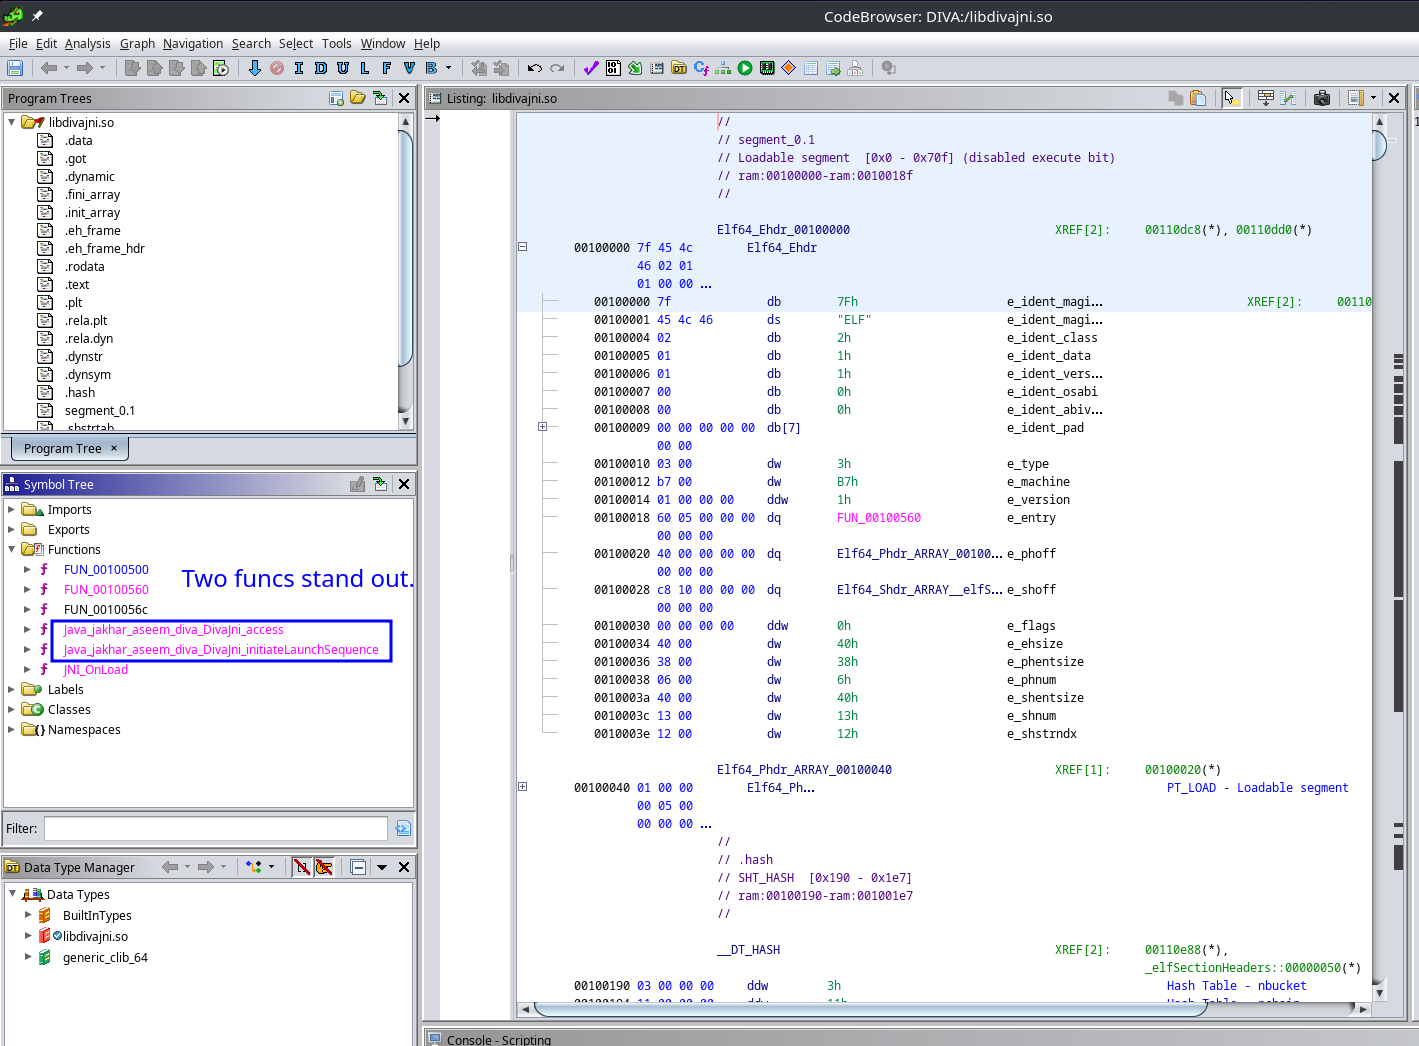 CodeBrowser: DIVA:/libdivajni.so
File Edit Analysis Graph Navigation Search Select Tools Window Help
I D U L F V B
Program Trees
libdivajni.so
.data
.got
.dynamic
.fini_array
.init_array
.eh_frame
.eh_frame_hdr
.rodata
.text
.plt
.rela.plt
.rela.dyn
.dynstr
.dynsym
.hash
segment_0.1
.shstrtab
Program Tree ×
Symbol Tree
Imports
Exports
Functions
FUN_00100500
FUN_00100560
FUN_0010056c
Java_jakhar_aseem_diva_DivaJni_access
Java_jakhar_aseem_diva_DivaJni_initiateLaunchSequence
JNI_OnLoad
Labels
Classes
Namespaces
Two funcs stand out.
Filter:
Data Type Manager
Data Types
BuiltInTypes
libdivajni.so
generic_clib_64
Listing: libdivajni.so
//
// segment_0.1
// Loadable segment [0x0 - 0x70f] (disabled execute bit)
// ram:00100000-ram:0010018f
//
Elf64_Ehdr_00100000 XREF[2]: 00110dc8(*), 00110dd0(*)
00100000 7f 45 4c Elf64_Ehdr
46 02 01
01 00 00 ...
00100000 7f db 7Fh e_ident_magi... XREF[2]: 00110
00100001 45 4c 46 ds "ELF" e_ident_magi...
00100004 02 db 2h e_ident_class
00100005 01 db 1h e_ident_data
00100006 01 db 1h e_ident_vers...
00100007 00 db 0h e_ident_osabi
00100008 00 db 0h e_ident_abiv...
00100009 00 00 00 00 00 db[7] e_ident_pad
00 00
00100010 03 00 dw 3h e_type
00100012 b7 00 dw B7h e_machine
00100014 01 00 00 00 ddw 1h e_version
00100018 60 05 00 00 00 dq FUN_00100560 e_entry
00 00 00
00100020 40 00 00 00 00 dq Elf64_Phdr_ARRAY_00100... e_phoff
00 00 00
00100028 c8 10 00 00 00 dq Elf64_Shdr_ARRAY__elfS... e_shoff
00 00 00
00100030 00 00 00 00 ddw 0h e_flags
00100034 40 00 dw 40h e_ehsize
00100036 38 00 dw 38h e_phentsize
00100038 06 00 dw 6h e_phnum
0010003a 40 00 dw 40h e_shentsize
0010003c 13 00 dw 13h e_shnum
0010003e 12 00 dw 12h e_shstrndx
Elf64_Phdr_ARRAY_00100040 XREF[1]: 00100020(*)
00100040 01 00 00 Elf64_Ph... PT_LOAD - Loadable segment
00 05 00
00 00 00 ...
//
// .hash
// SHT_HASH [0x190 - 0x1e7]
// ram:00100190-ram:001001e7
//
__DT_HASH XREF[2]: 00110e88(*),
_elfSectionHeaders::00000050(*)
00100190 03 00 00 00 ddw 3h Hash Table - nbucket
00100194 11 00 00 00 ddw 11h Hash Table - nchain
Console - Scripting